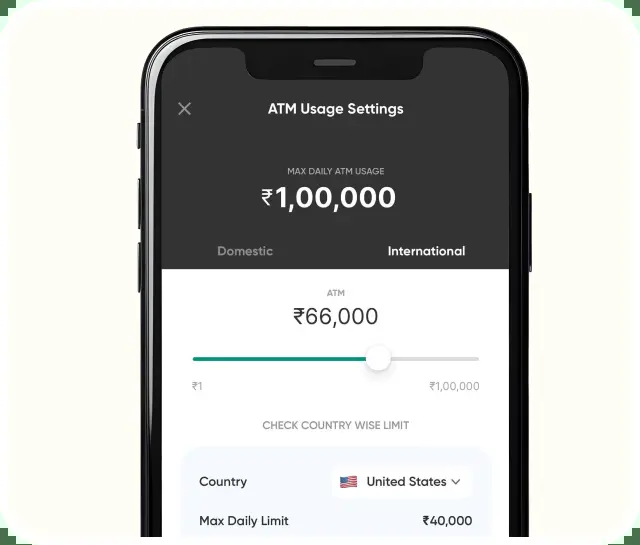 ATM Usage Settings
MAX DAILY ATM USAGE
₹1,00,000
Domestic International
ATM
₹66,000
₹1 ₹1,00,000
CHECK COUNTRY WISE LIMIT
Country United States
Max Daily Limit ₹40,000